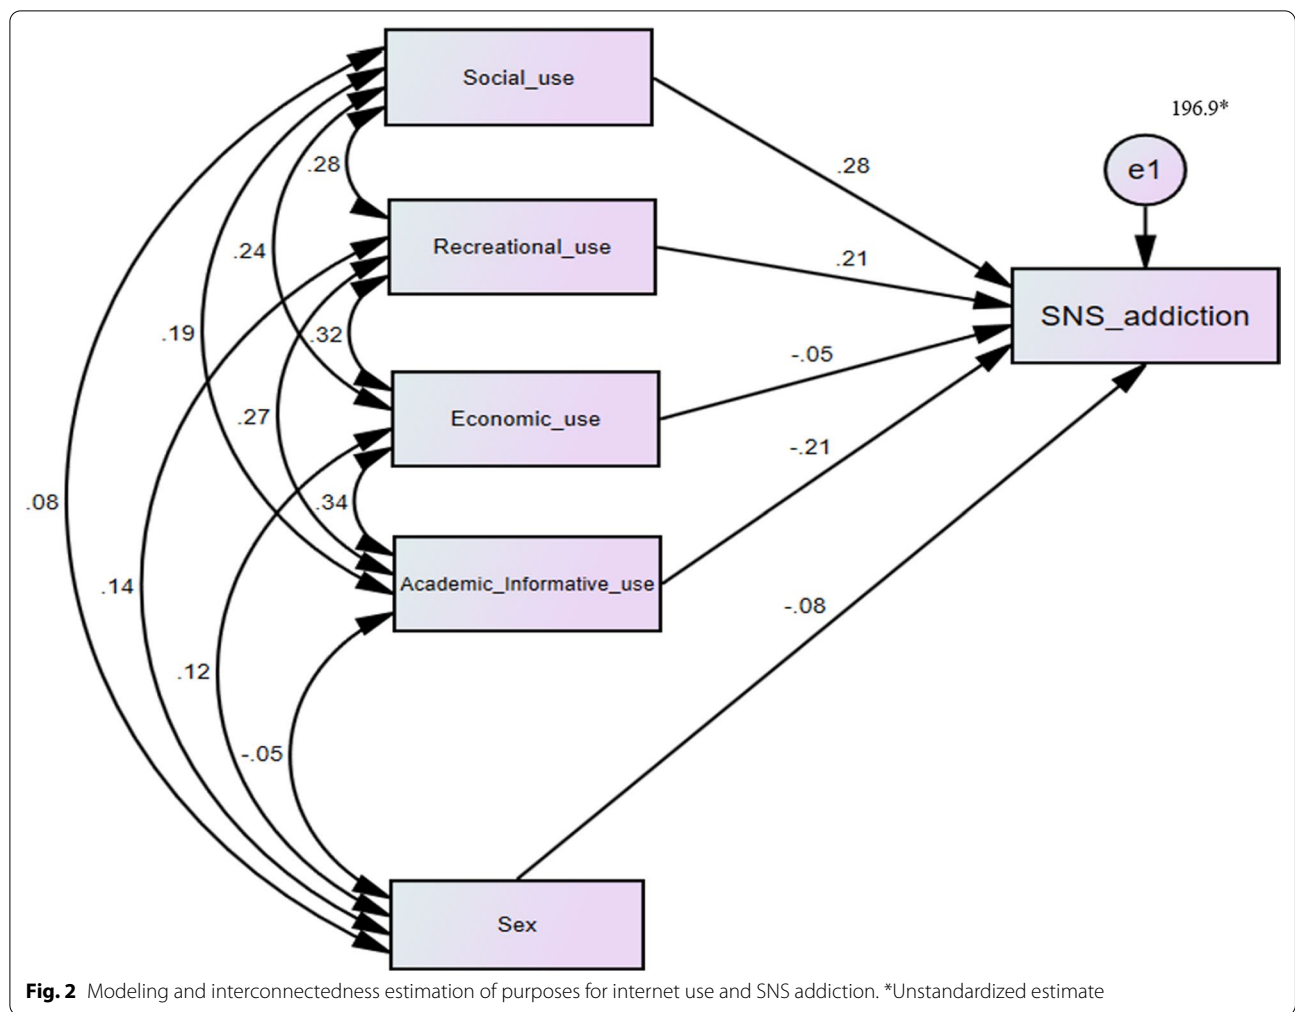 Social_use
196.9*
e1
.28
.28
Recreational_use
.24
.21
SNS_addiction
.19
.32
-.05
.27
Economic_use
-.21
.08
.34
.14
Academic_Informative_use
-.08
.12
-.05
Sex
Fig. 2 Modeling and interconnectedness estimation of purposes for internet use and SNS addiction. *Unstandardized estimate